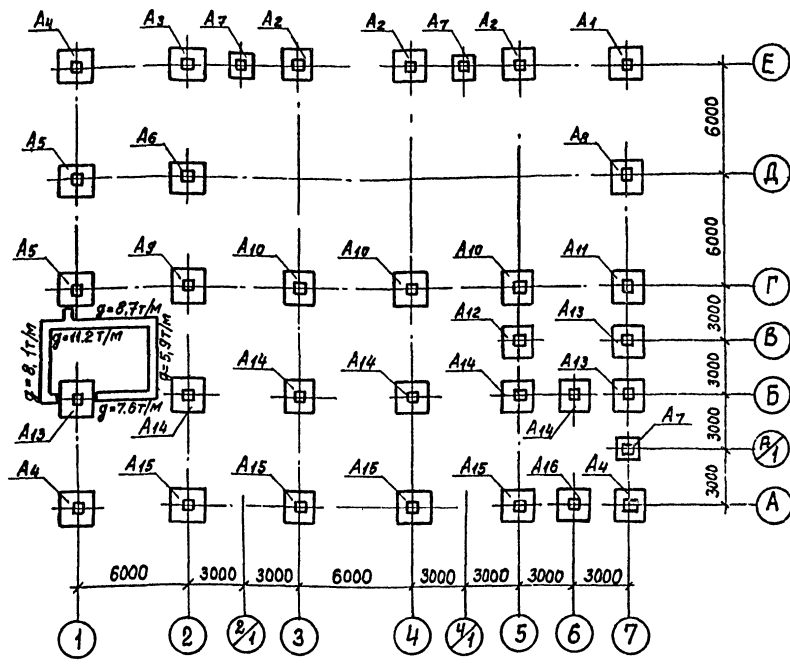 А4 А3 А7 А2 А2 А7 А2 А1 Е
6000
А5 А6 А8 Д
6000
А5 А9 А10 А10 А10 А11 Г
g=8,7т/м
g=11.2т/м
g=8,1т/м
g=5,9т/м
g=7.6т/м
3000
А12 А13 В
3000
А14 А14 А14 А13 Б
А13 А14 А14
3000
А7 А/1
3000
А4 А15 А15 А15 А15 А16 А4 А
6000 3000 3000 6000 3000 3000 3000 3000
1 2 2/1 3 4 4/1 5 6 7